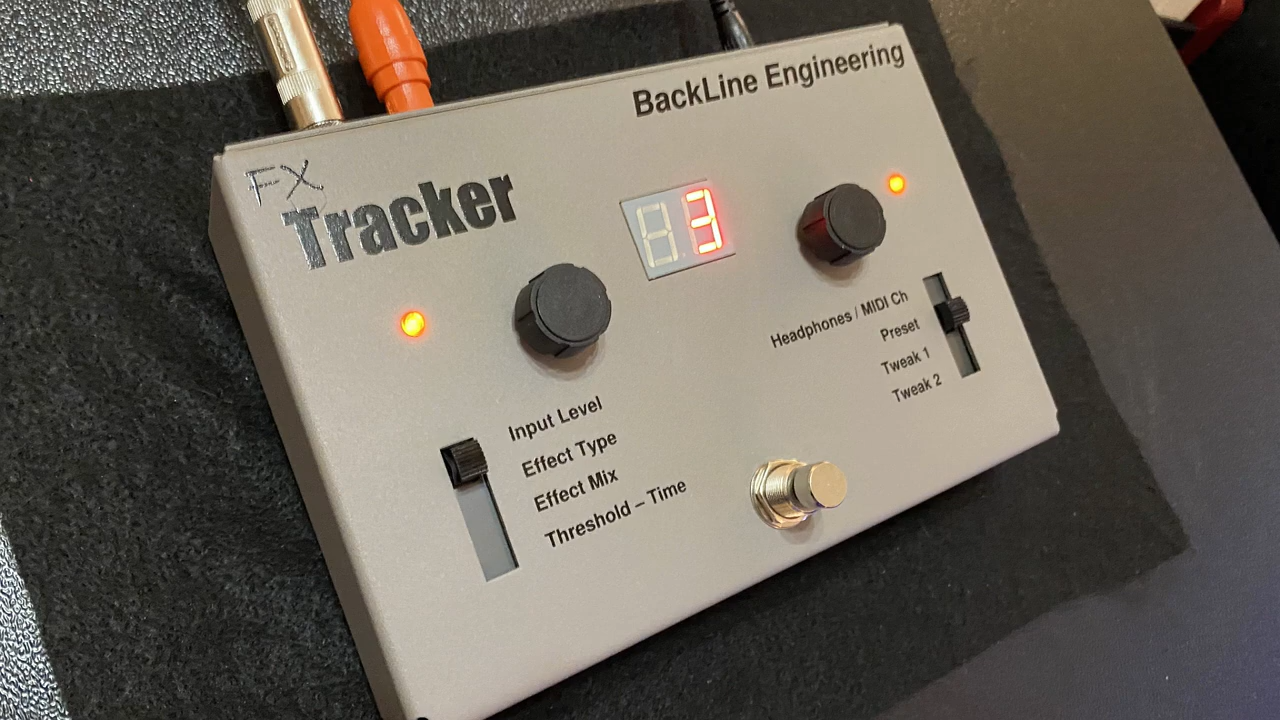 BackLine Engineering
FX
Tracker
3
Headphones / MIDI Ch
Preset
Tweak 1
Tweak 2
Input Level
Effect Type
Effect Mix
Threshold – Time